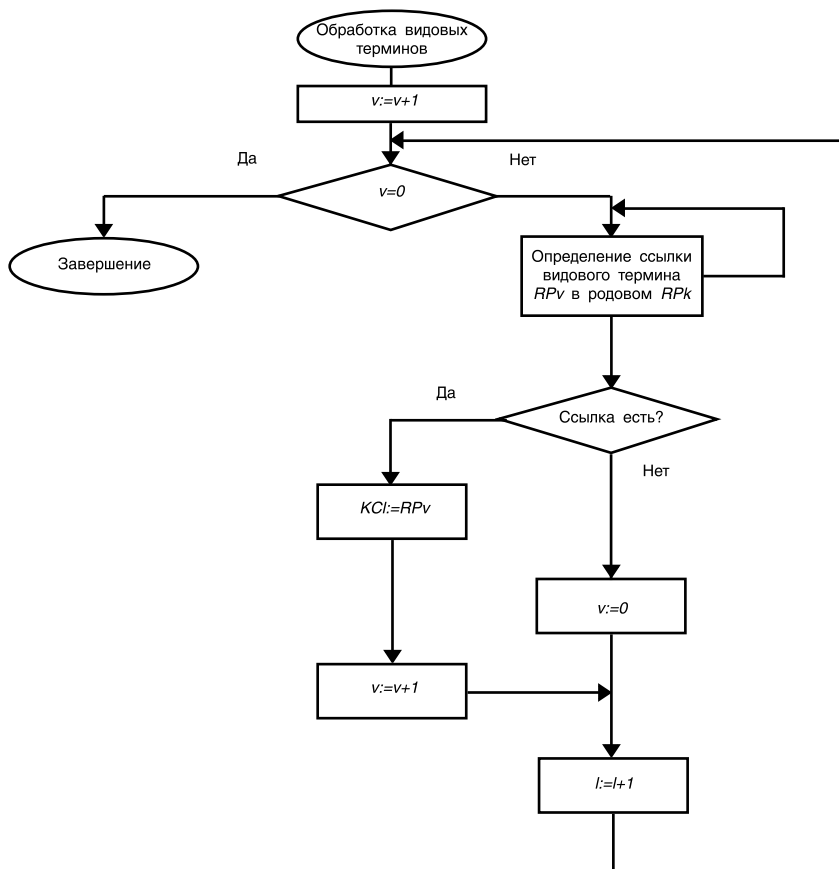 Обработка видовых
терминов
v:=v+1
Да
Нет
v=0
Завершение
Определение ссылки
видового термина
RPv в родовом RPk
Да
Ссылка есть?
Нет
KCl:=RPv
v:=0
v:=v+1
l:=l+1